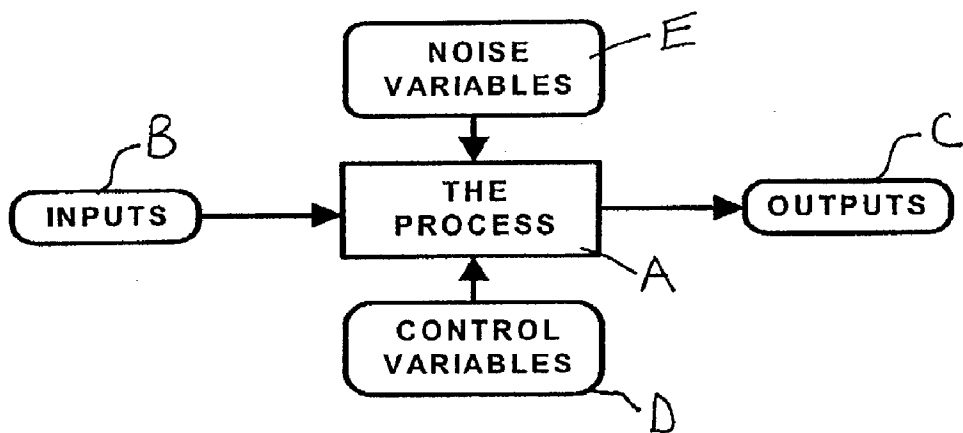 E
NOISE
VARIABLES
B
C
INPUTS
THE
PROCESS
OUTPUTS
A
CONTROL
VARIABLES
D